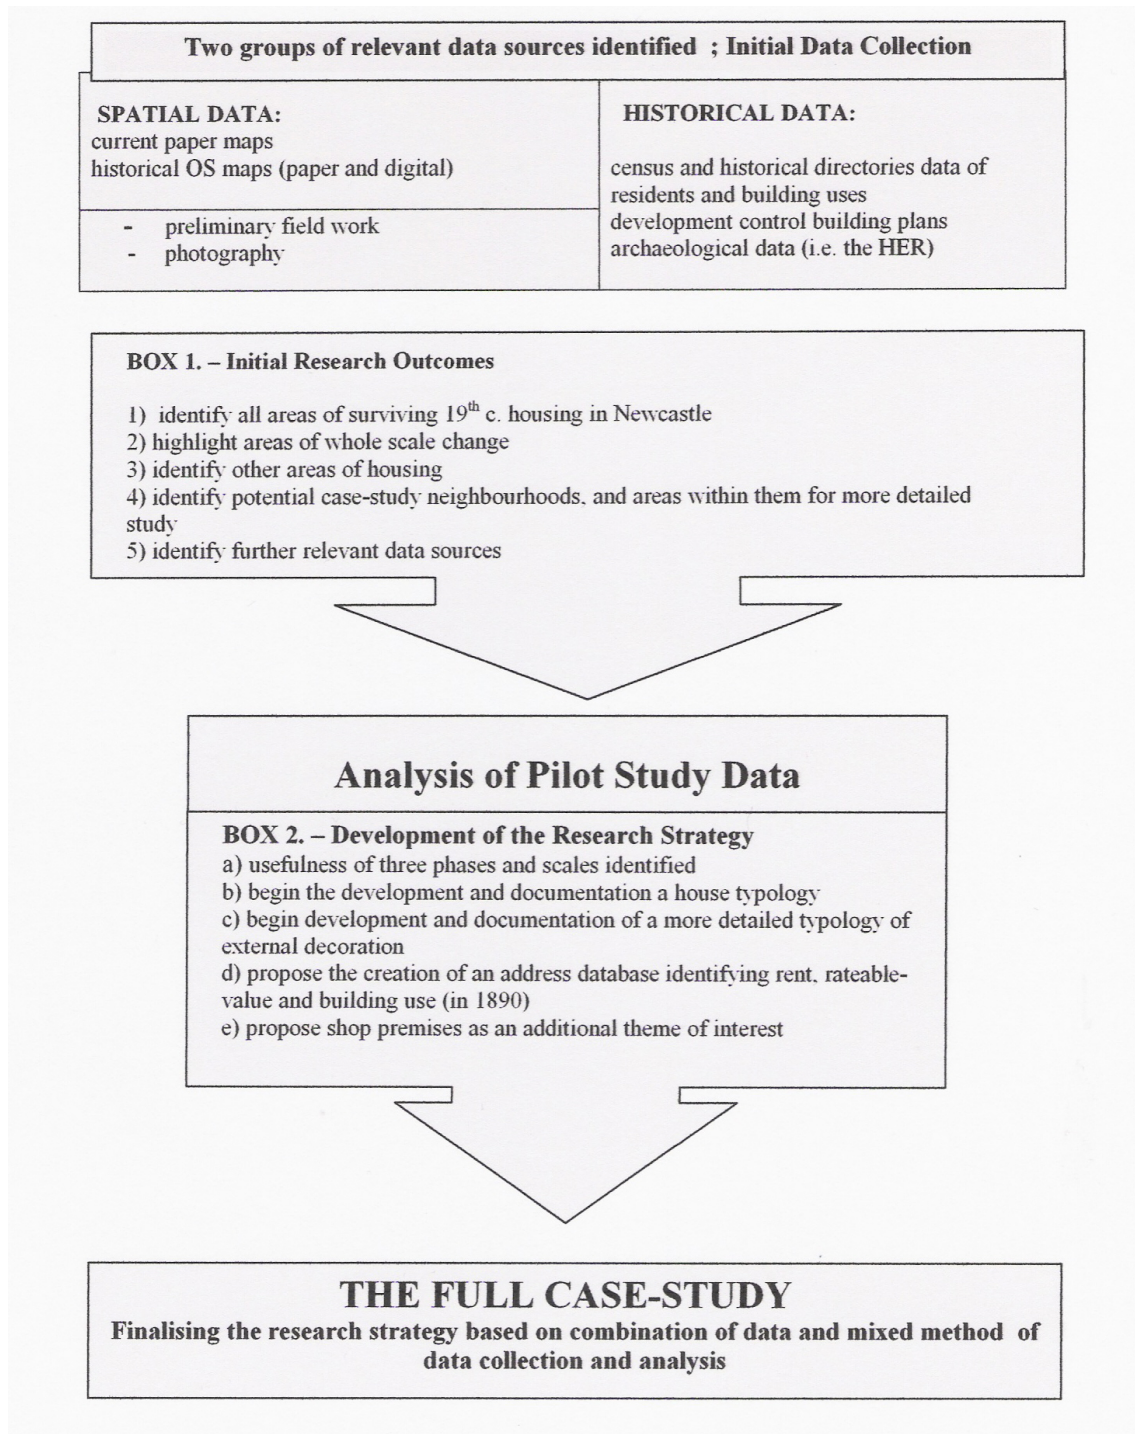 Two groups of relevant data sources identified ; Initial Data Collection
SPATIAL DATA:
current paper maps
historical OS maps (paper and digital)
- preliminary field work
- photography
HISTORICAL DATA:
census and historical directories data of
residents and building uses
development control building plans
archaeological data (i.e. the HER)
BOX 1. – Initial Research Outcomes
1) identify all areas of surviving 19th c. housing in Newcastle
2) highlight areas of whole scale change
3) identify other areas of housing
4) identify potential case-study neighbourhoods, and areas within them for more detailed
study
5) identify further relevant data sources
Analysis of Pilot Study Data
BOX 2. – Development of the Research Strategy
a) usefulness of three phases and scales identified
b) begin the development and documentation a house typology
c) begin development and documentation of a more detailed typology of
external decoration
d) propose the creation of an address database identifying rent, rateable-
value and building use (in 1890)
e) propose shop premises as an additional theme of interest
THE FULL CASE-STUDY
Finalising the research strategy based on combination of data and mixed method of
data collection and analysis